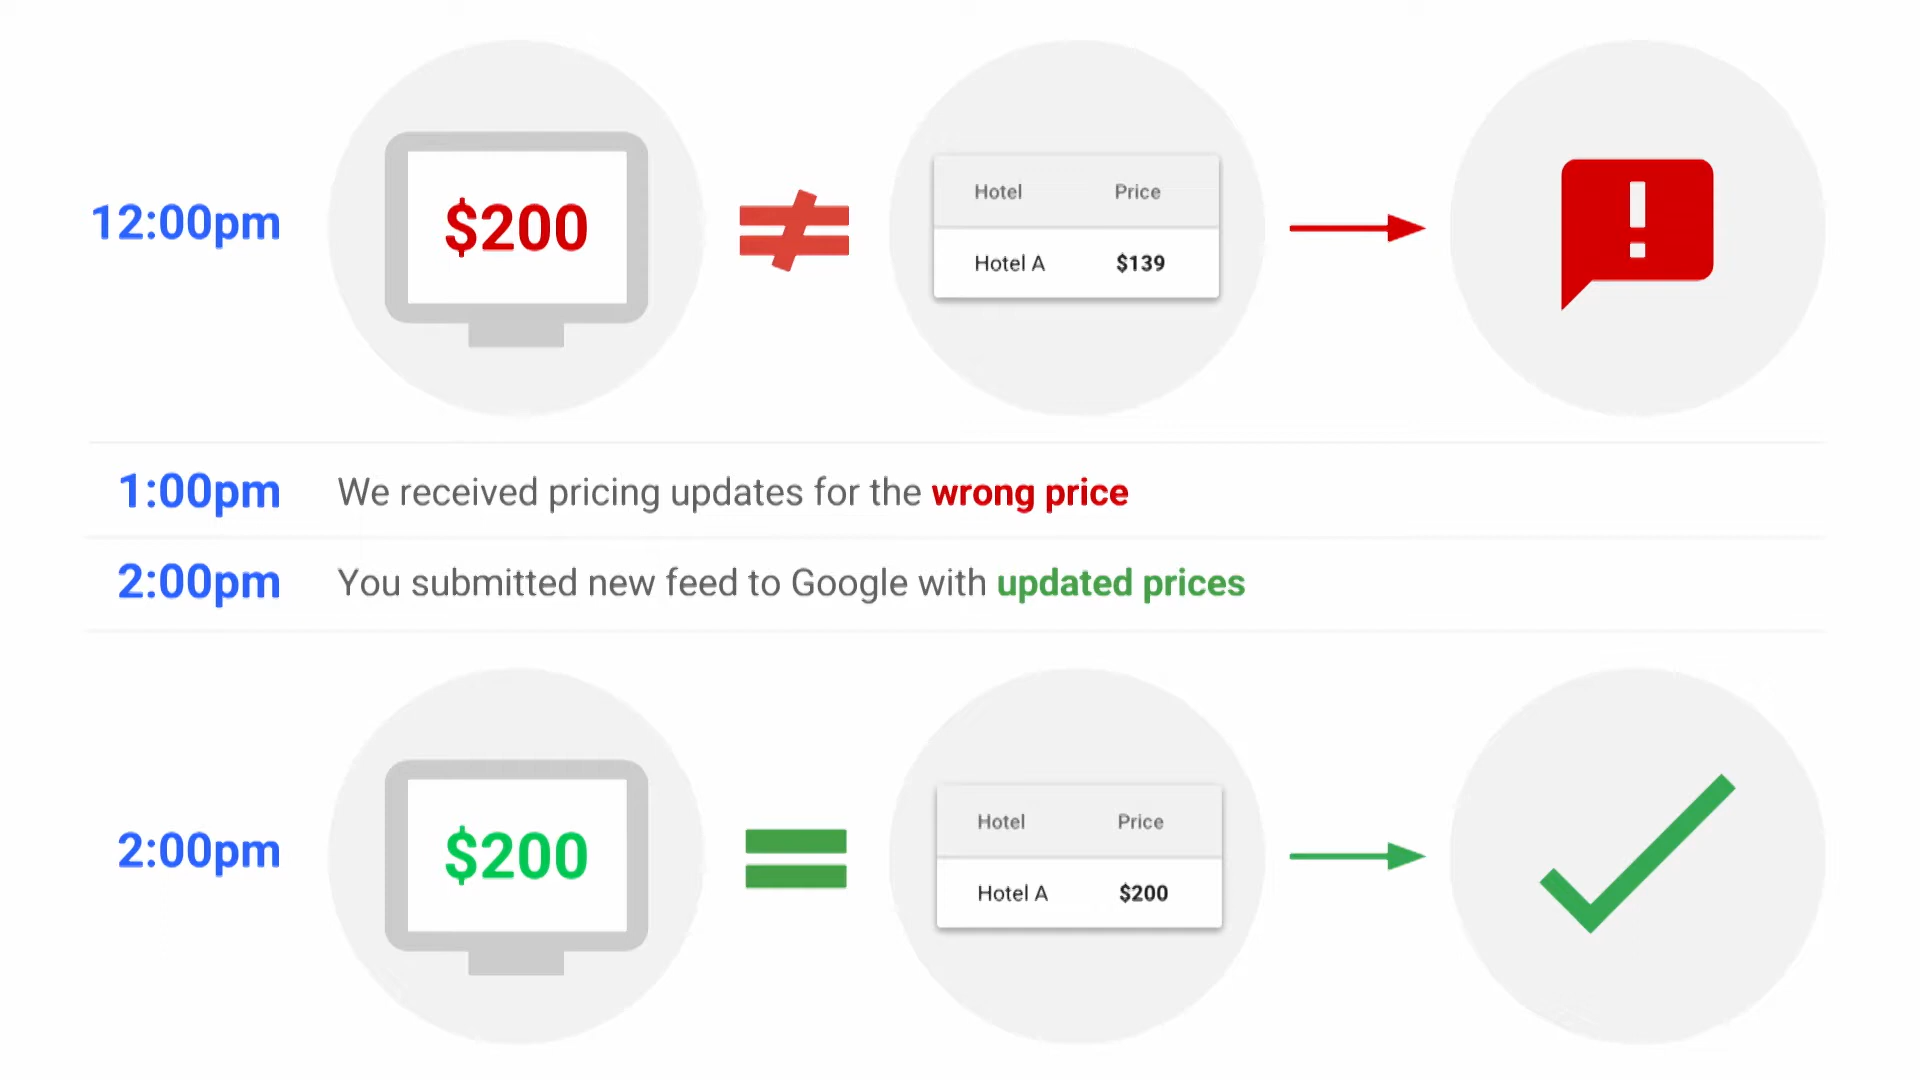 12:00pm
$200
≠
Hotel Price
Hotel A $139
!
1:00pm We received pricing updates for the wrong price
2:00pm You submitted new feed to Google with updated prices
2:00pm
$200
=
Hotel Price
Hotel A $200